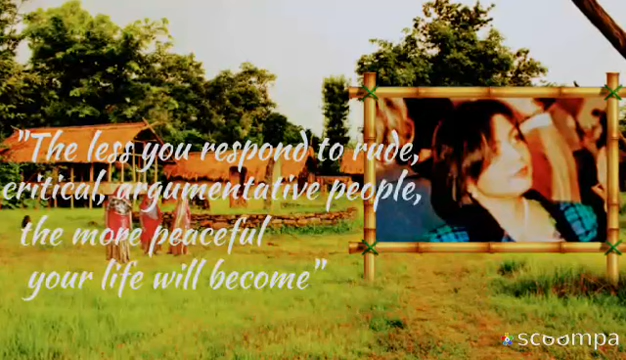 "The less you respond to rude,
critical, argumentative people,
the more peaceful
your life will become"
scoompa